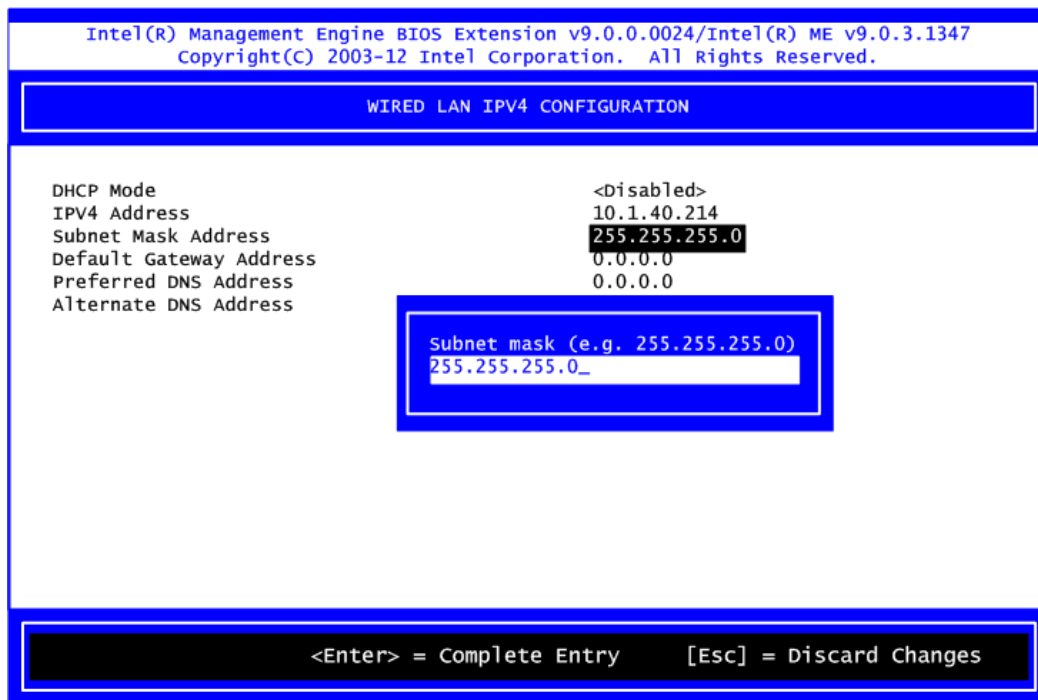 Intel(R) Management Engine BIOS Extension v9.0.0.0024/Intel(R) ME v9.0.3.1347
Copyright(C) 2003-12 Intel Corporation. All Rights Reserved.
WIRED LAN IPV4 CONFIGURATION
DHCP Mode <Disabled>
IPV4 Address 10.1.40.214
Subnet Mask Address 255.255.255.0
Default Gateway Address 0.0.0.0
Preferred DNS Address 0.0.0.0
Alternate DNS Address
Subnet mask (e.g. 255.255.255.0)
255.255.255.0_
<Enter> = Complete Entry [Esc] = Discard Changes